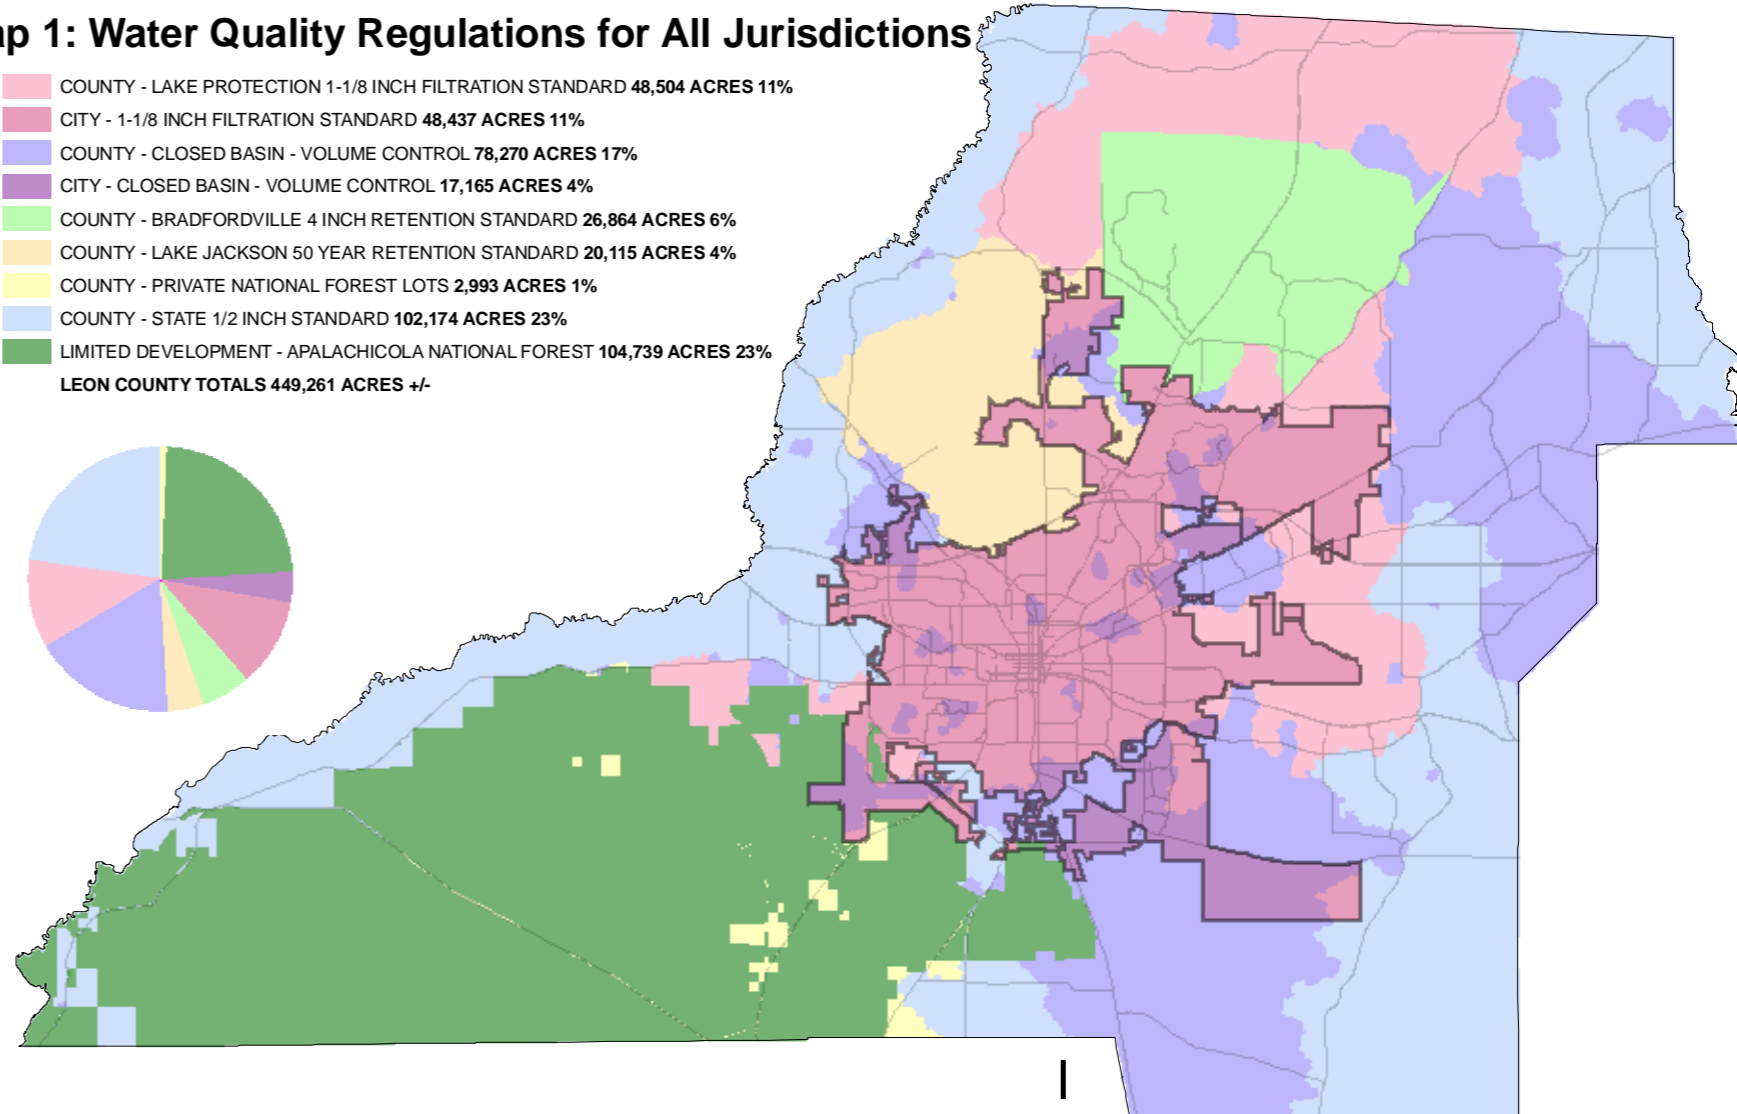 ap 1: Water Quality Regulations for All Jurisdictions
COUNTY - LAKE PROTECTION 1-1/8 INCH FILTRATION STANDARD 48,504 ACRES 11%
CITY - 1-1/8 INCH FILTRATION STANDARD 48,437 ACRES 11%
COUNTY - CLOSED BASIN - VOLUME CONTROL 78,270 ACRES 17%
CITY - CLOSED BASIN - VOLUME CONTROL 17,165 ACRES 4%
COUNTY - BRADFORDVILLE 4 INCH RETENTION STANDARD 26,864 ACRES 6%
COUNTY - LAKE JACKSON 50 YEAR RETENTION STANDARD 20,115 ACRES 4%
COUNTY - PRIVATE NATIONAL FOREST LOTS 2,993 ACRES 1%
COUNTY - STATE 1/2 INCH STANDARD 102,174 ACRES 23%
LIMITED DEVELOPMENT - APALACHICOLA NATIONAL FOREST 104,739 ACRES 23%
LEON COUNTY TOTALS 449,261 ACRES +/-